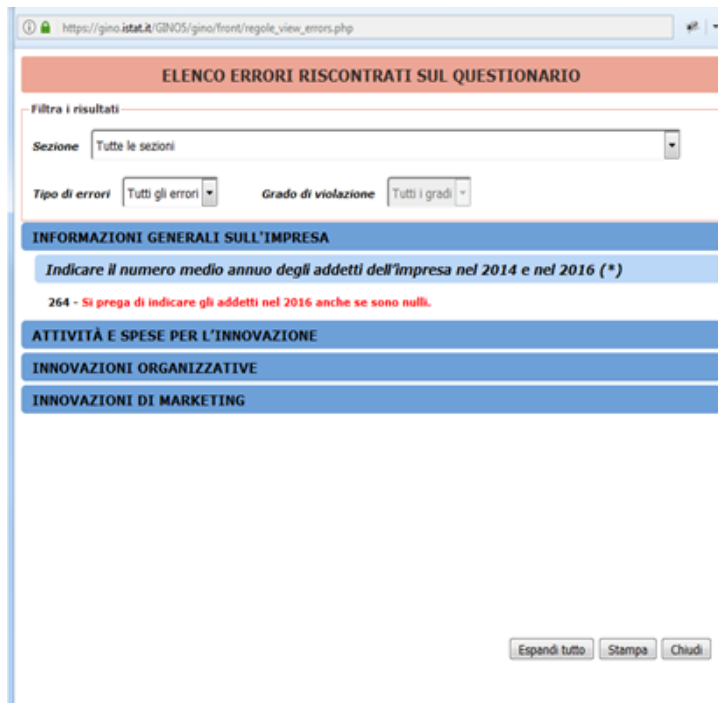 https://gino.istat.it/GINO5/gino/front/regole_view_errors.php
ELENCO ERRORI RISCONTRATI SUL QUESTIONARIO
Filtra i risultati
Sezione Tutte le sezioni
Tipo di errori Tutti gli errori Grado di violazione Tutti i gradi
INFORMAZIONI GENERALI SULL'IMPRESA
Indicare il numero medio annuo degli addetti dell'impresa nel 2014 e nel 2016 (*)
264 - Si prega di indicare gli addetti nel 2016 anche se sono nulli.
ATTIVITÀ E SPESE PER L'INNOVAZIONE
INNOVAZIONI ORGANIZZATIVE
INNOVAZIONI DI MARKETING
Espandi tutto Stampa Chiudi